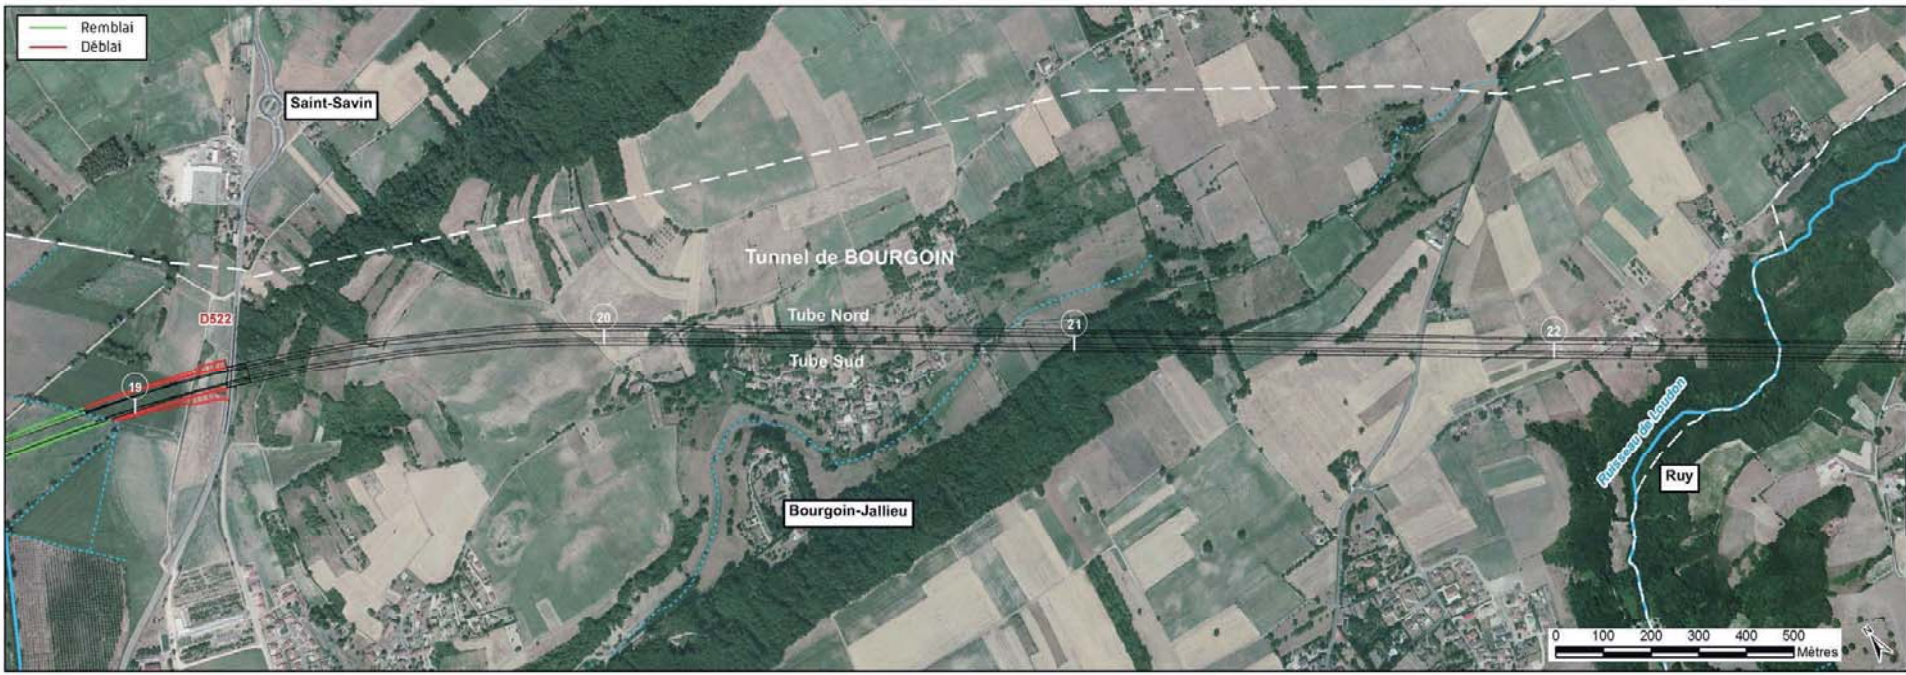 Remblai
Déblai
Saint-Savin
Tunnel de BOURGOIN
D522
Tube Nord
20
21
22
Tube Sud
19
Ruisseau de Loudon
Ruy
Bourgoin-Jallieu
0 100 200 300 400 500
Mètres
N